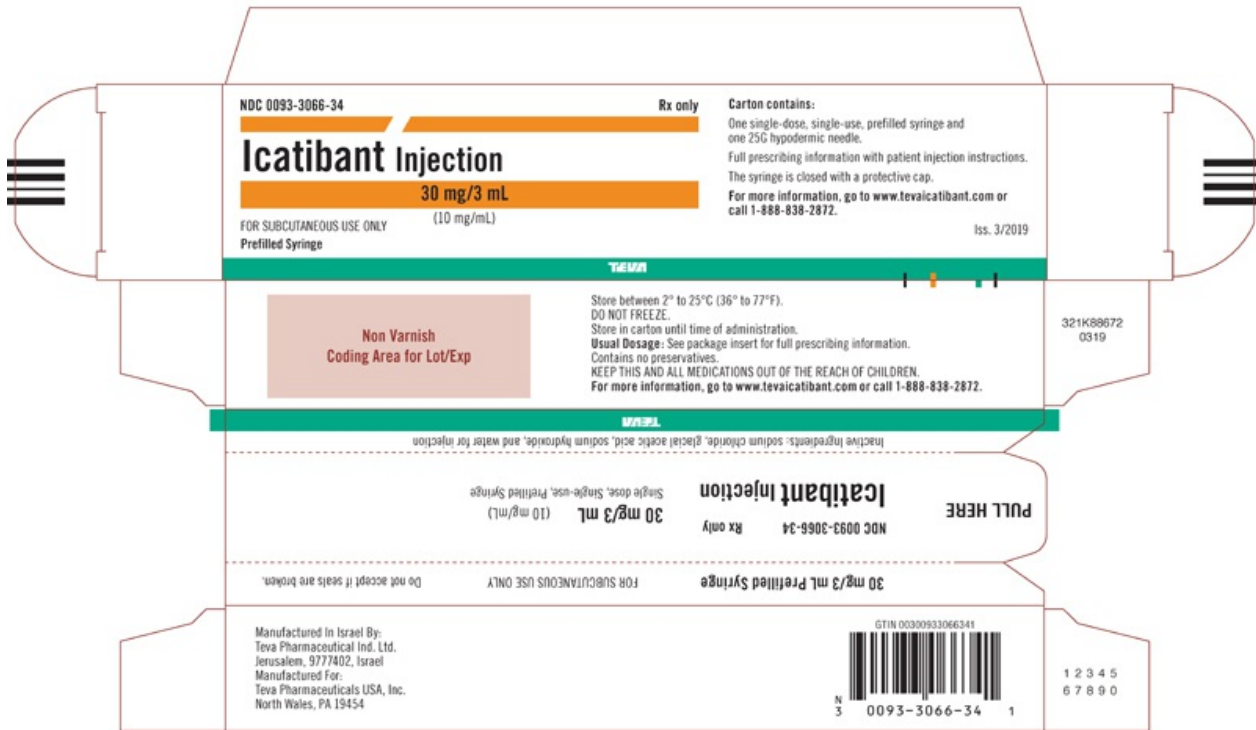 NDC 0093-3066-34 Rx only
Icatibant Injection
30 mg/3 mL
(10 mg/mL)
FOR SUBCUTANEOUS USE ONLY
Prefilled Syringe
Carton contains:
One single-dose, single-use, prefilled syringe and
one 25G hypodermic needle.
Full prescribing information with patient injection instructions.
The syringe is closed with a protective cap.
For more information, go to www.tevaicatibant.com or
call 1-888-838-2872.
Iss. 3/2019
TEVA
Non Varnish
Coding Area for Lot/Exp
Store between 2° to 25°C (36° to 77°F).
DO NOT FREEZE.
Store in carton until time of administration.
Usual Dosage: See package insert for full prescribing information.
Contains no preservatives.
KEEP THIS AND ALL MEDICATIONS OUT OF THE REACH OF CHILDREN.
For more information, go to www.tevaicatibant.com or call 1-888-838-2872.
321K88672
0319
TEVA
Inactive Ingredients: sodium chloride, glacial acetic acid, sodium hydroxide, and water for injection
PULL HERE
NDC 0093-3066-34 Rx only
Icatibant Injection
30 mg/3 mL (10 mg/mL)
Single dose, Single-use, Prefilled Syringe
30 mg/3 mL Prefilled Syringe FOR SUBCUTANEOUS USE ONLY Do not accept if seals are broken.
Manufactured In Israel By:
Teva Pharmaceutical Ind. Ltd.
Jerusalem, 9777402, Israel
Manufactured For:
Teva Pharmaceuticals USA, Inc.
North Wales, PA 19454
GTIN 00300933066341
N
3 0093-3066-34 1
1 2 3 4 5
6 7 8 9 0